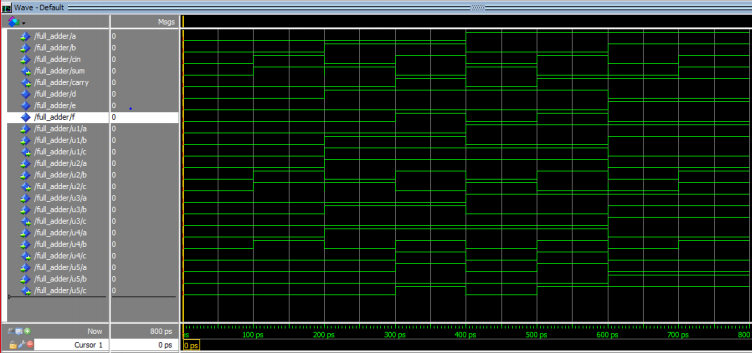 Wave - Default
Msgs
/full_adder/a 0
/full_adder/b 0
/full_adder/cin 0
/full_adder/sum 0
/full_adder/carry 0
/full_adder/d 0
/full_adder/e 0
/full_adder/f 0
/full_adder/u1/a 0
/full_adder/u1/b 0
/full_adder/u1/c 0
/full_adder/u2/a 0
/full_adder/u2/b 0
/full_adder/u2/c 0
/full_adder/u3/a 0
/full_adder/u3/b 0
/full_adder/u3/c 0
/full_adder/u4/a 0
/full_adder/u4/b 0
/full_adder/u4/c 0
/full_adder/u5/a 0
/full_adder/u5/b 0
/full_adder/u5/c 0
Now 800 ps ps 100 ps 200 ps 300 ps 400 ps 500 ps 600 ps 700 ps 800
Cursor 1 0 ps 0 ps